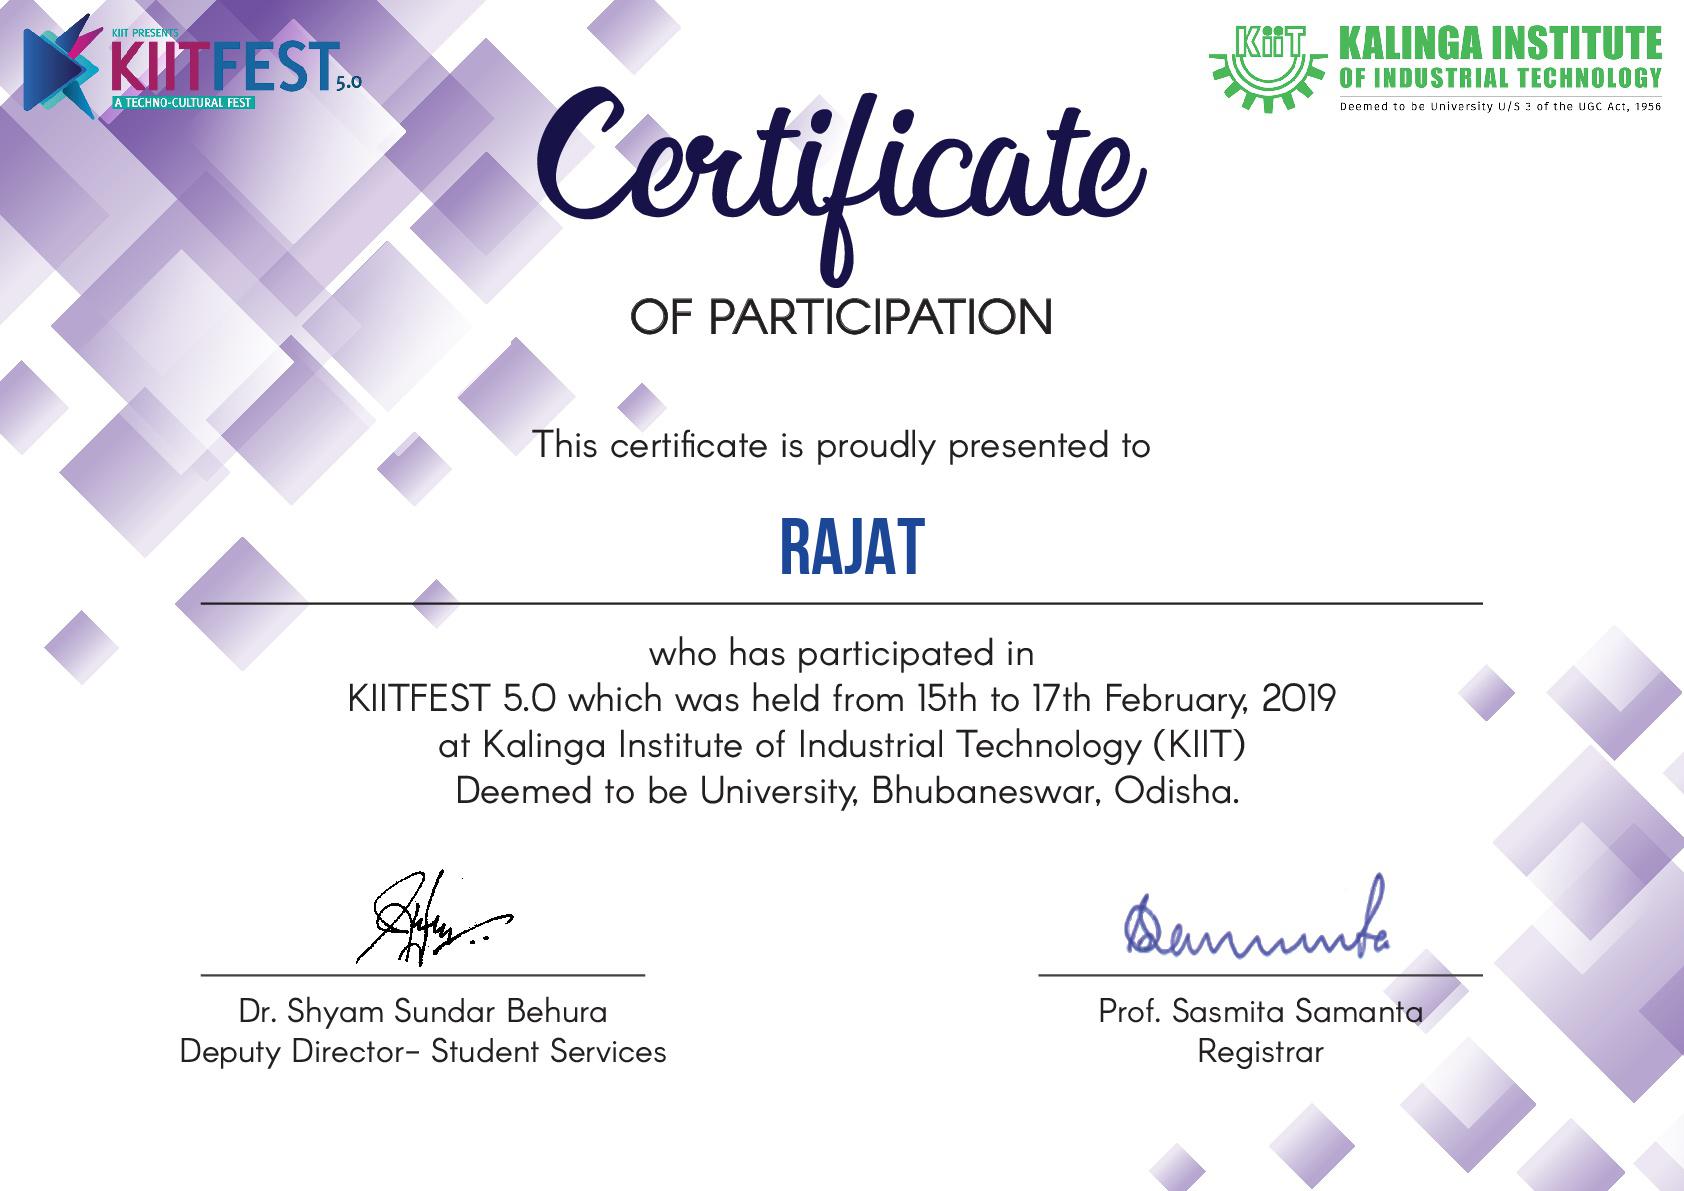 KIIT PRESENTS
KIITFEST 5.0
A TECHNO-CULTURAL FEST
KiiT
KALINGA INSTITUTE
OF INDUSTRIAL TECHNOLOGY
Deemed to be University U/S 3 of the UGC Act, 1956
Certificate
OF PARTICIPATION
This certificate is proudly presented to
RAJAT
who has participated in
KIITFEST 5.0 which was held from 15th to 17th February, 2019
at Kalinga Institute of Industrial Technology (KIIT)
Deemed to be University, Bhubaneswar, Odisha.
Dr. Shyam Sundar Behura
Deputy Director- Student Services
Prof. Sasmita Samanta
Registrar